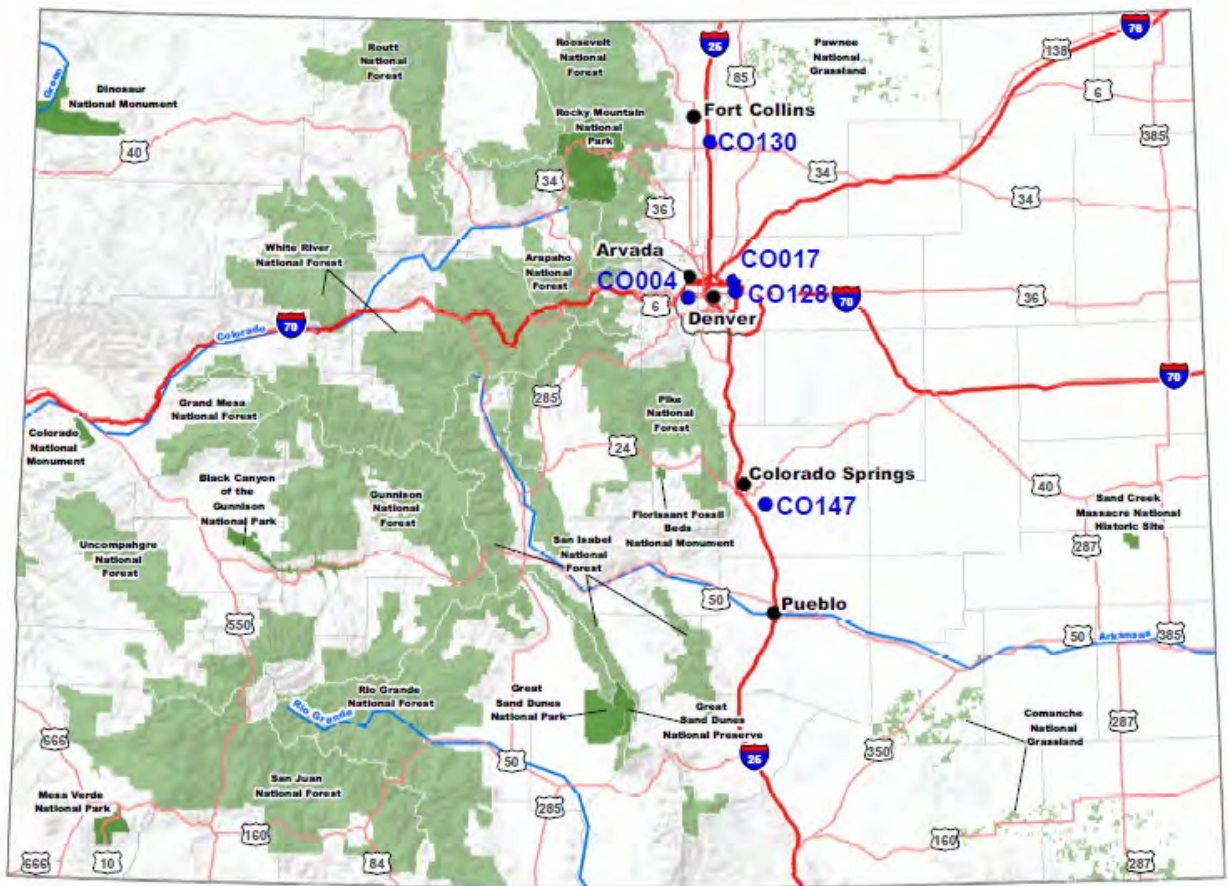 76
25
138
Routt
National
Forest
Roosevelt
National
Forest
Pawnee
National
Grassland
85
6
Green
Dinosaur
National Monument
385
Fort Collins
Rocky Mountain
National
Park
CO130
40
34
34
34
36
White River
National Forest
Arapaho
National
Forest
Arvada
CO017
CO004
CO128
6
70
36
Denver
70
Colorado
70
285
Grand Mesa
National Forest
Pike
National
Forest
Colorado
National
Monument
24
Black Canyon
of the
Gunnison
National Park
Gunnison
National
Forest
Colorado Springs
40
CO147
Sand Creek
Massacre National
Historic Site
Florissant Fossil
Beds
National Monument
Uncompahgre
National
Forest
San Isabel
National
Forest
287
50
Pueblo
550
50
Arkansas
385
Rio Grande
National Forest
Rio Grande
Great
Sand Dunes
National Park
Great
Sand Dunes
National Preserve
Comanche
National
Grassland
287
666
50
350
25
San Juan
National Forest
Mesa Verde
National Park
285
160
160
666
10
84
287